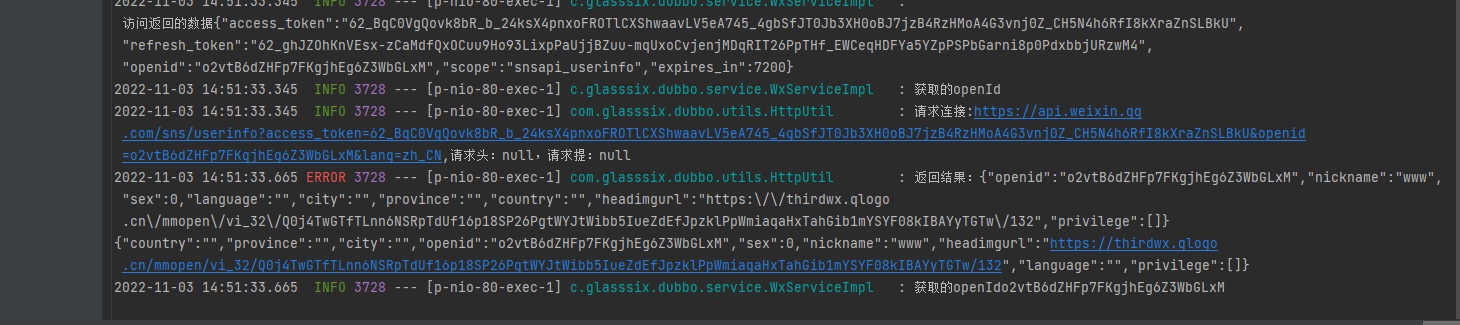 2022-11-03 14:51:33.345  INFO 3728 --- [p-nio-80-exec-1] c.glasssix.dubbo.service.WxServiceImpl   :
访问返回的数据{"access_token":"62_BqC0VgQovk8bR_b_24ksX4pnxoFROTlCXShwaavLV5eA745_4gbSfJT0Jb3XH0oBJ7jzB4RzHMoA4G3vnj0Z_CH5N4h6RfI8kXraZnSLBkU",
"refresh_token":"62_ghJZOhKnVEsx-zCaMdfQxOCuu9Ho93LixpPaUjjBZuu-mqUxoCvjenjMDqRIT26PpTHf_EWCeqHDFYa5YZpPSPbGarni8p0PdxbbjURzwM4",
"openid":"o2vtB6dZHFp7FKgjhEg6Z3WbGLxM","scope":"snsapi_userinfo","expires_in":7200}
2022-11-03 14:51:33.345  INFO 3728 --- [p-nio-80-exec-1] c.glasssix.dubbo.service.WxServiceImpl   : 获取的openId
2022-11-03 14:51:33.345  INFO 3728 --- [p-nio-80-exec-1] com.glasssix.dubbo.utils.HttpUtil        : 请求连接:https://api.weixin.qq
.com/sns/userinfo?access_token=62_BqC0VgQovk8bR_b_24ksX4pnxoFROTlCXShwaavLV5eA745_4gbSfJT0Jb3XH0oBJ7jzB4RzHMoA4G3vnj0Z_CH5N4h6RfI8kXraZnSLBkU&openid
=o2vtB6dZHFp7FKgjhEg6Z3WbGLxM&lang=zh_CN,请求头：null，请求提：null
2022-11-03 14:51:33.665 ERROR 3728 --- [p-nio-80-exec-1] com.glasssix.dubbo.utils.HttpUtil        : 返回结果：{"openid":"o2vtB6dZHFp7FKgjhEg6Z3WbGLxM","nickname":"www",
"sex":0,"language":"","city":"","province":"","country":"","headimgurl":"https:\/\/thirdwx.qlogo
.cn\/mmopen\/vi_32\/Q0j4TwGTfTLnn6NSRpTdUf16p18SP26PgtWYJtWibb5IueZdEfJpzklPpWmiaqaHxTahGib1mYSYF08kIBAYyTGTw\/132","privilege":[]}
{"country":"","province":"","city":"","openid":"o2vtB6dZHFp7FKgjhEg6Z3WbGLxM","sex":0,"nickname":"www","headimgurl":"https://thirdwx.qlogo
.cn/mmopen/vi_32/Q0j4TwGTfTLnn6NSRpTdUf16p18SP26PgtWYJtWibb5IueZdEfJpzklPpWmiaqaHxTahGib1mYSYF08kIBAYyTGTw/132","language":"","privilege":[]}
2022-11-03 14:51:33.665  INFO 3728 --- [p-nio-80-exec-1] c.glasssix.dubbo.service.WxServiceImpl   : 获取的openIdo2vtB6dZHFp7FKgjhEg6Z3WbGLxM